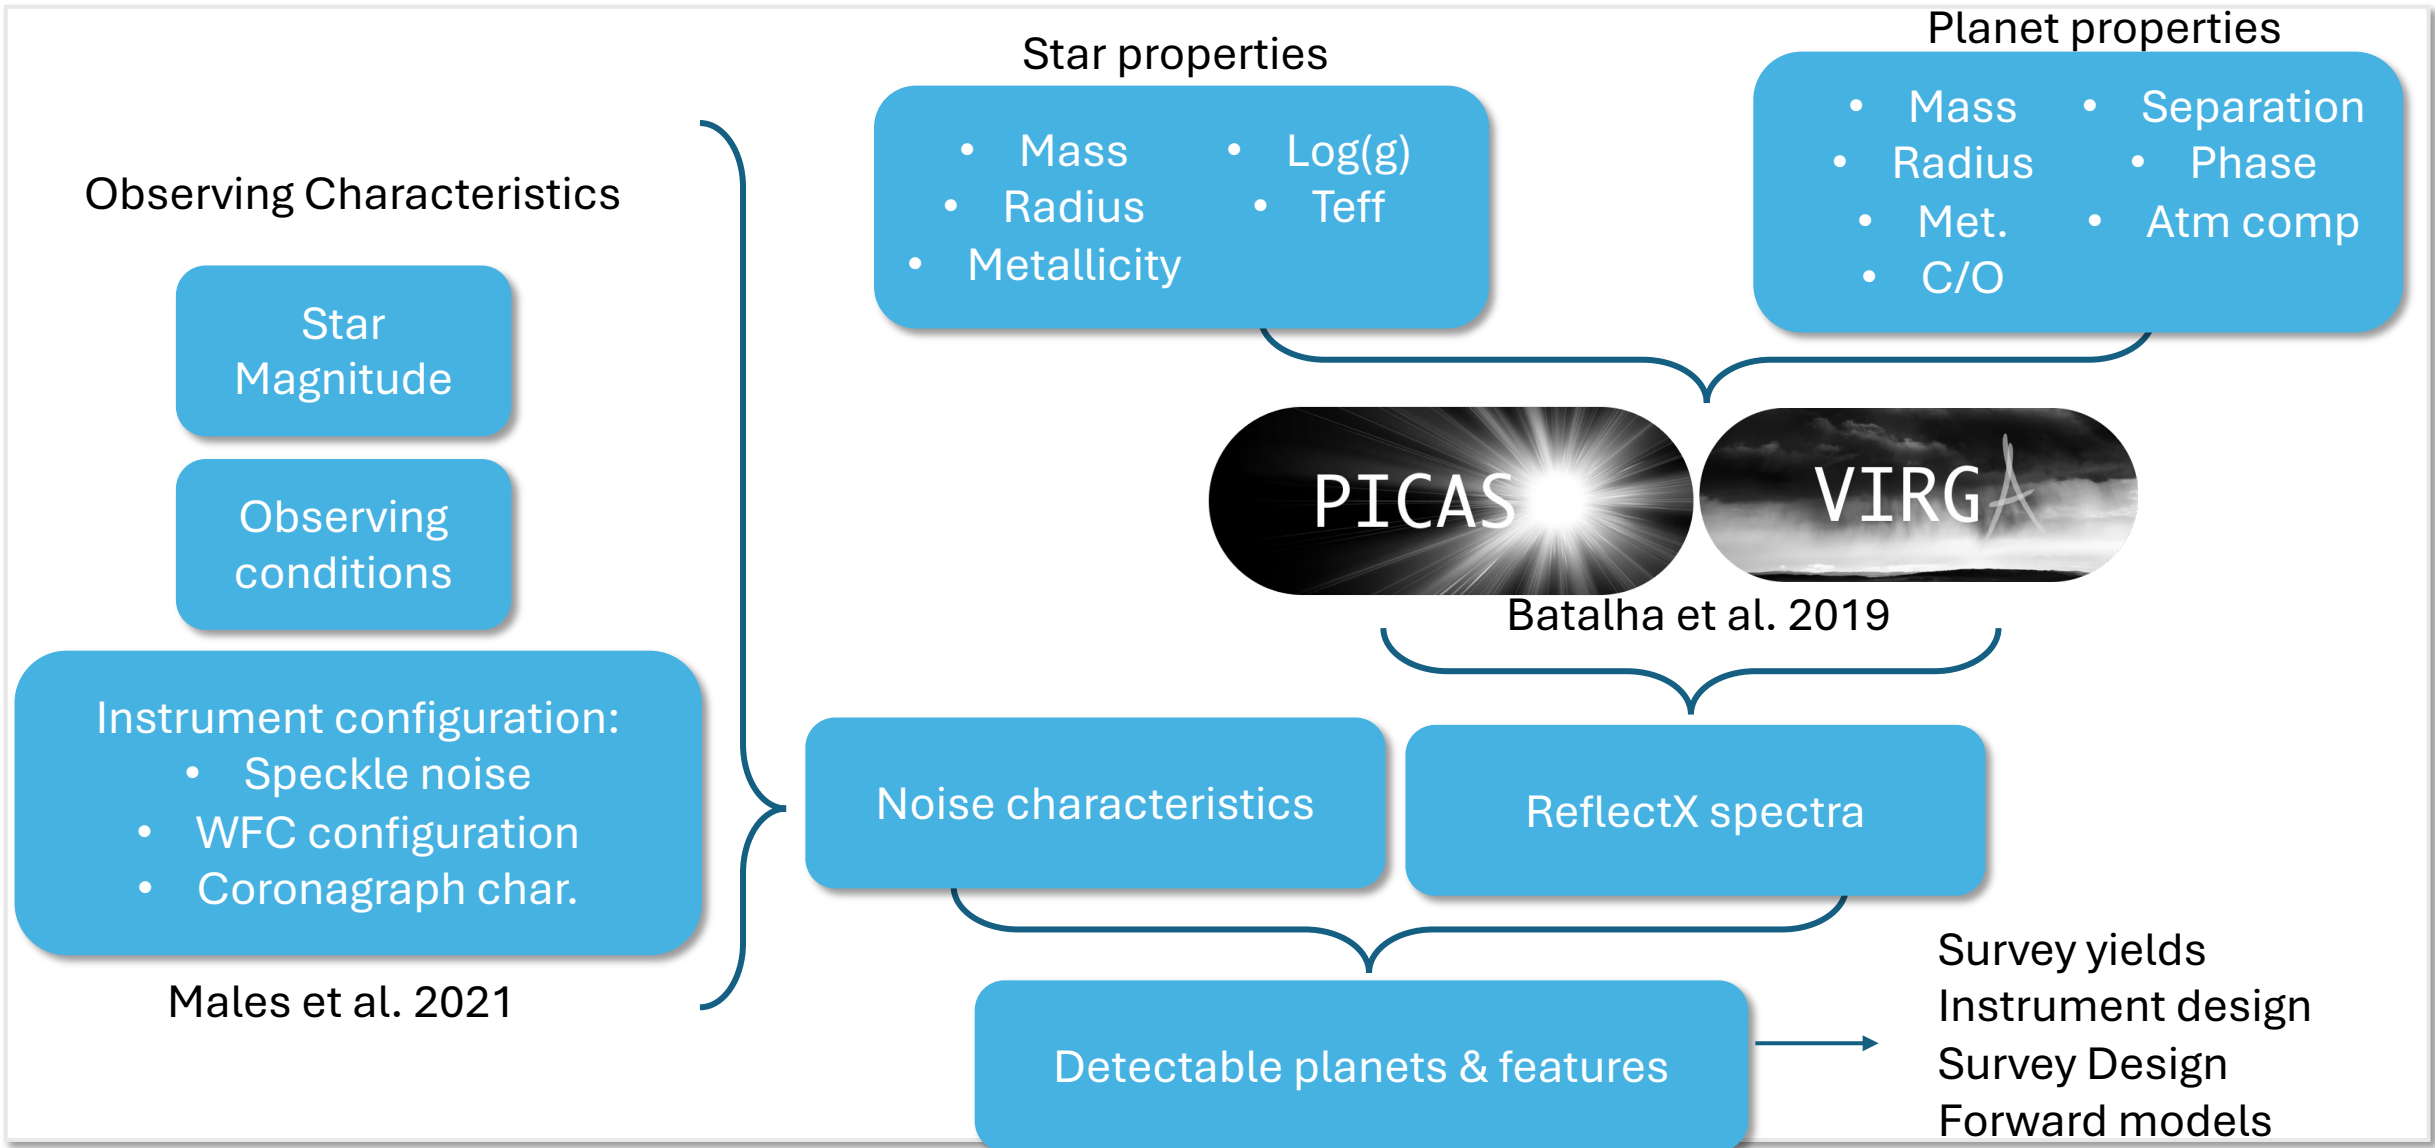 Observing Characteristics
Star
Magnitude
Observing
conditions
Instrument configuration:
• Speckle noise
• WFC configuration
• Coronagraph char.
Males et al. 2021
Star properties
• Mass
• Radius
• Metallicity
• Log(g)
• Teff
Planet properties
• Mass
• Radius
• Met.
• C/O
• Separation
• Phase
• Atm comp
PICAS
VIRGA
Batalha et al. 2019
Noise characteristics
ReflectX spectra
Detectable planets & features
Survey yields
Instrument design
Survey Design
Forward models